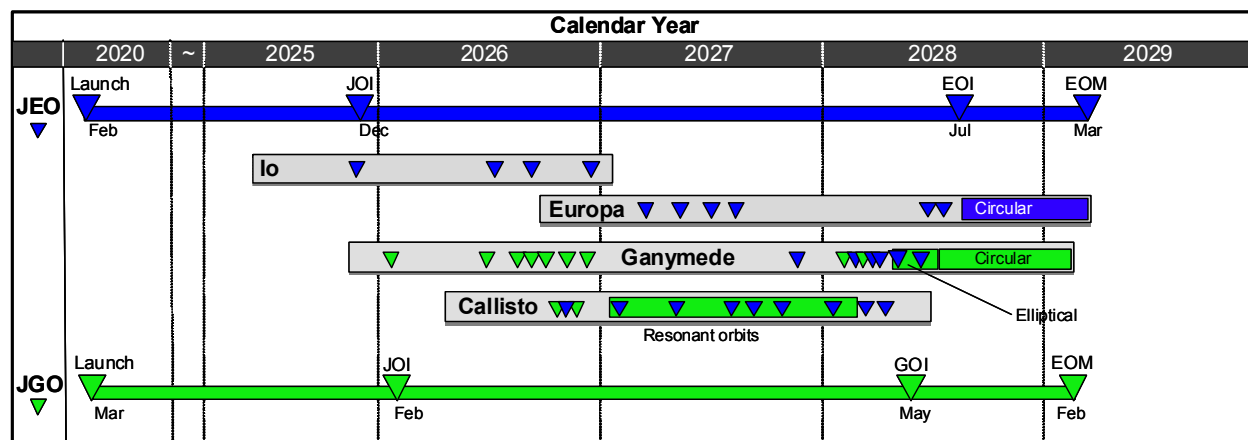 Calendar Year
2020 ~ 2025 2026 2027 2028 2029
Launch JOI EOI EOM
JEO
Feb Dec Jul Mar
Io
Europa Circular
Ganymede Circular
Callisto Elliptical
Resonant orbits
Launch JOI GOI EOM
JGO
Mar Feb May Feb